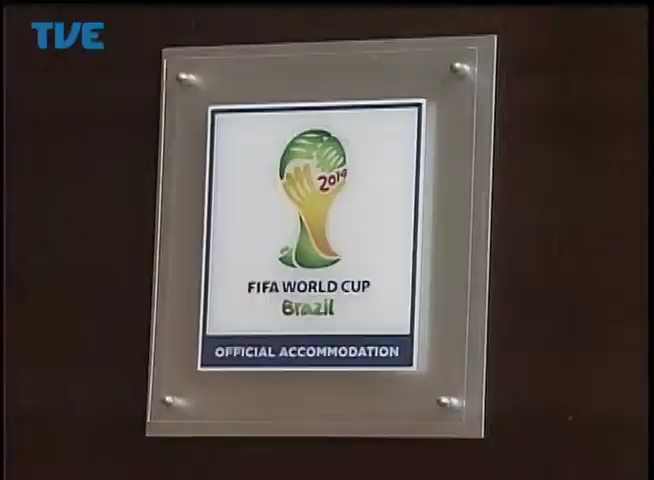 TVE
2014
FIFA WORLD CUP
Brazil
OFFICIAL ACCOMMODATION